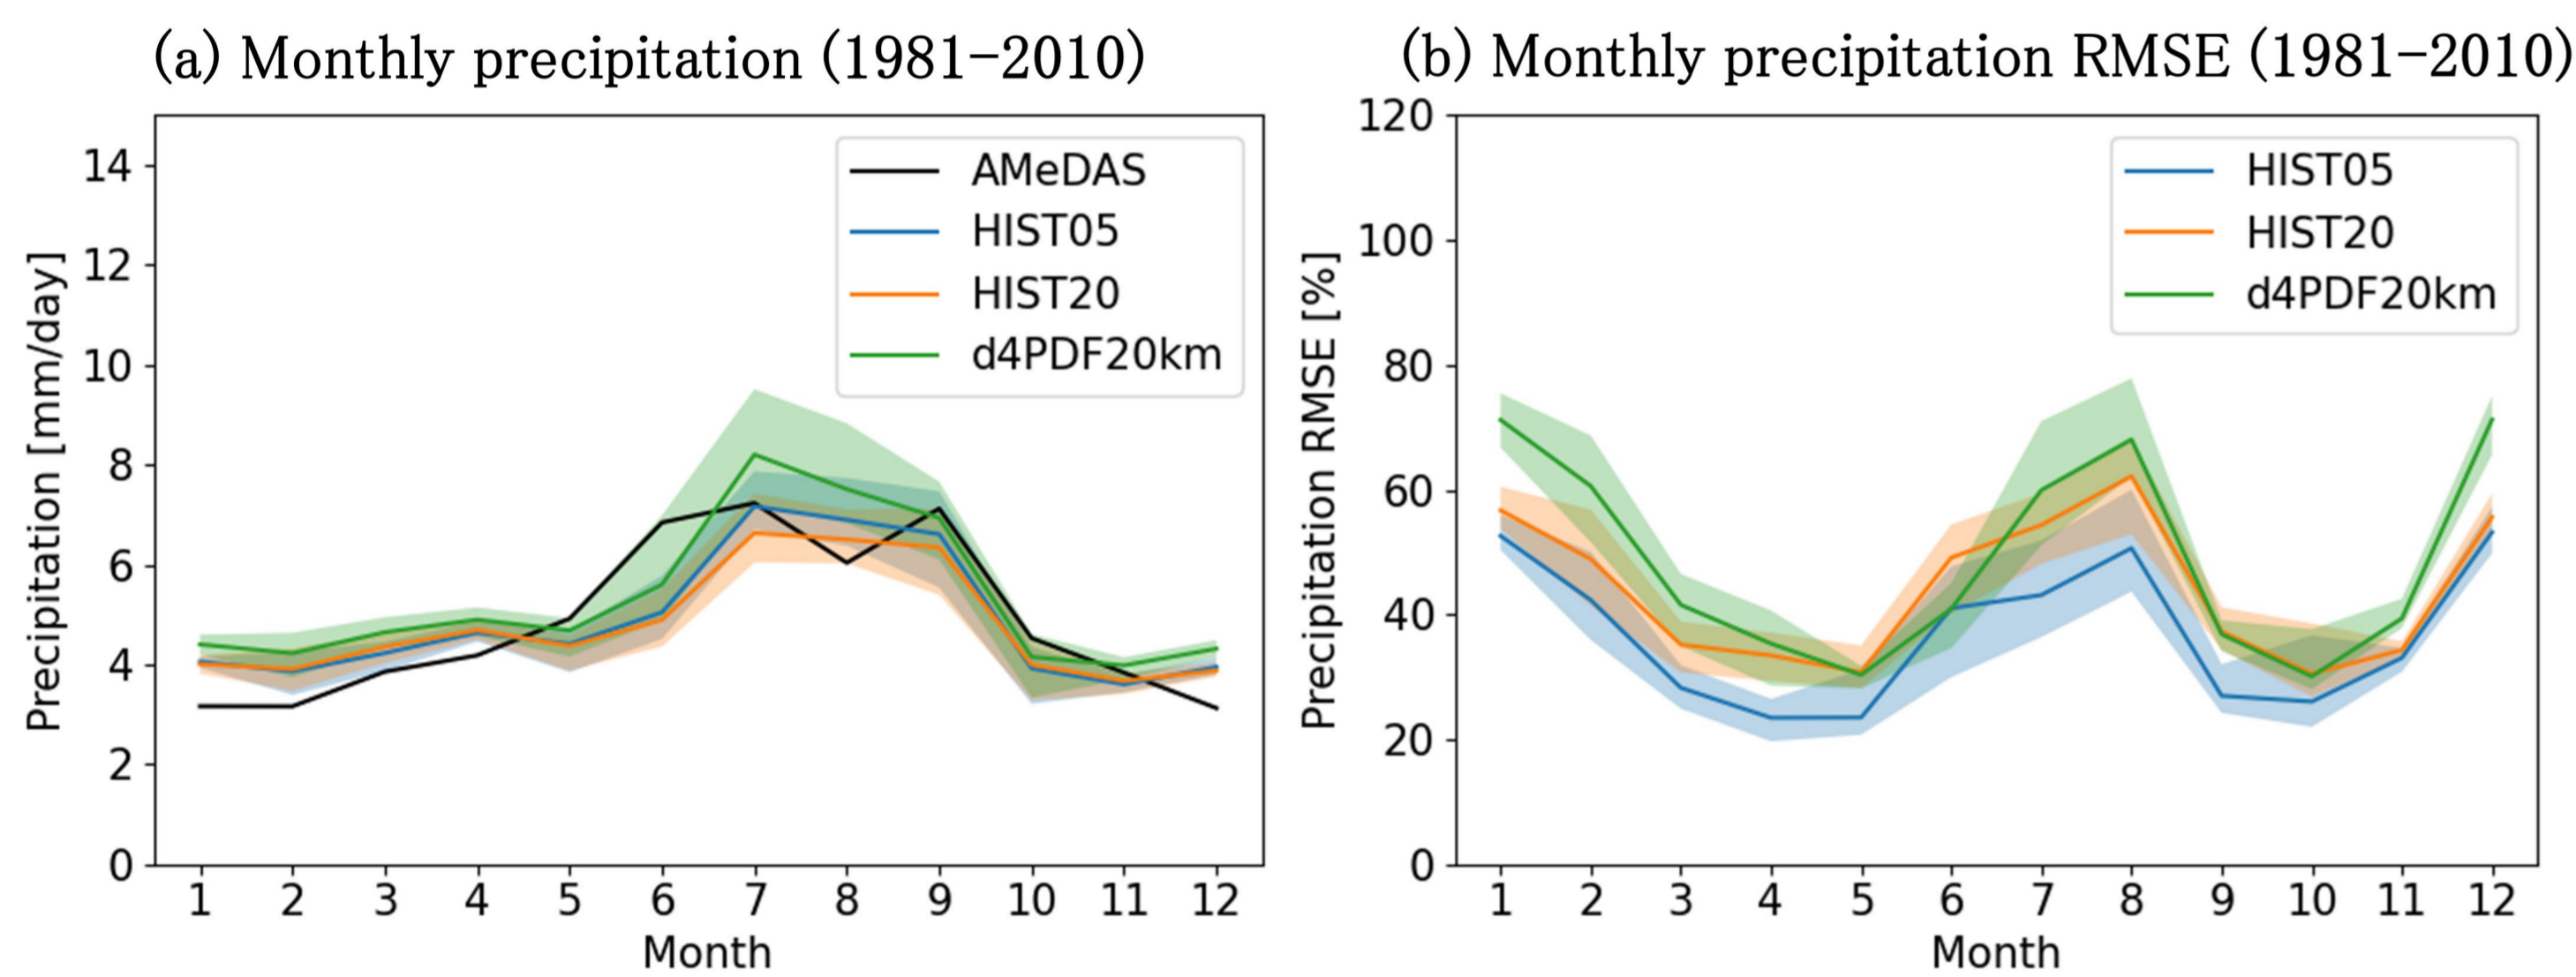 (a) Monthly precipitation (1981−2010)
Precipitation [mm/day]
14
12
10
8
6
4
2
0
AMeDAS
HIST05
HIST20
d4PDF20km
1 2 3 4 5 6 7 8 9 10 11 12
Month
(b) Monthly precipitation RMSE (1981−2010)
Precipitation RMSE [%]
120
100
80
60
40
20
0
HIST05
HIST20
d4PDF20km
1 2 3 4 5 6 7 8 9 10 11 12
Month